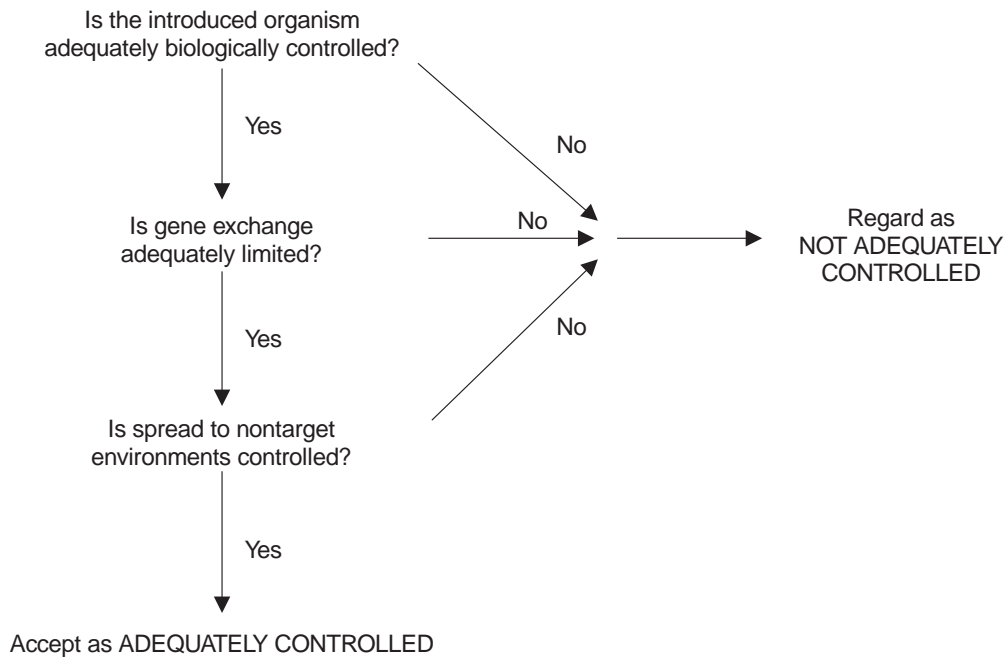 Is the introduced organism
adequately biologically controlled?
Yes
No
Is gene exchange
adequately limited?
No
Regard as
NOT ADEQUATELY
CONTROLLED
Yes
No
Is spread to nontarget
environments controlled?
Yes
Accept as ADEQUATELY CONTROLLED